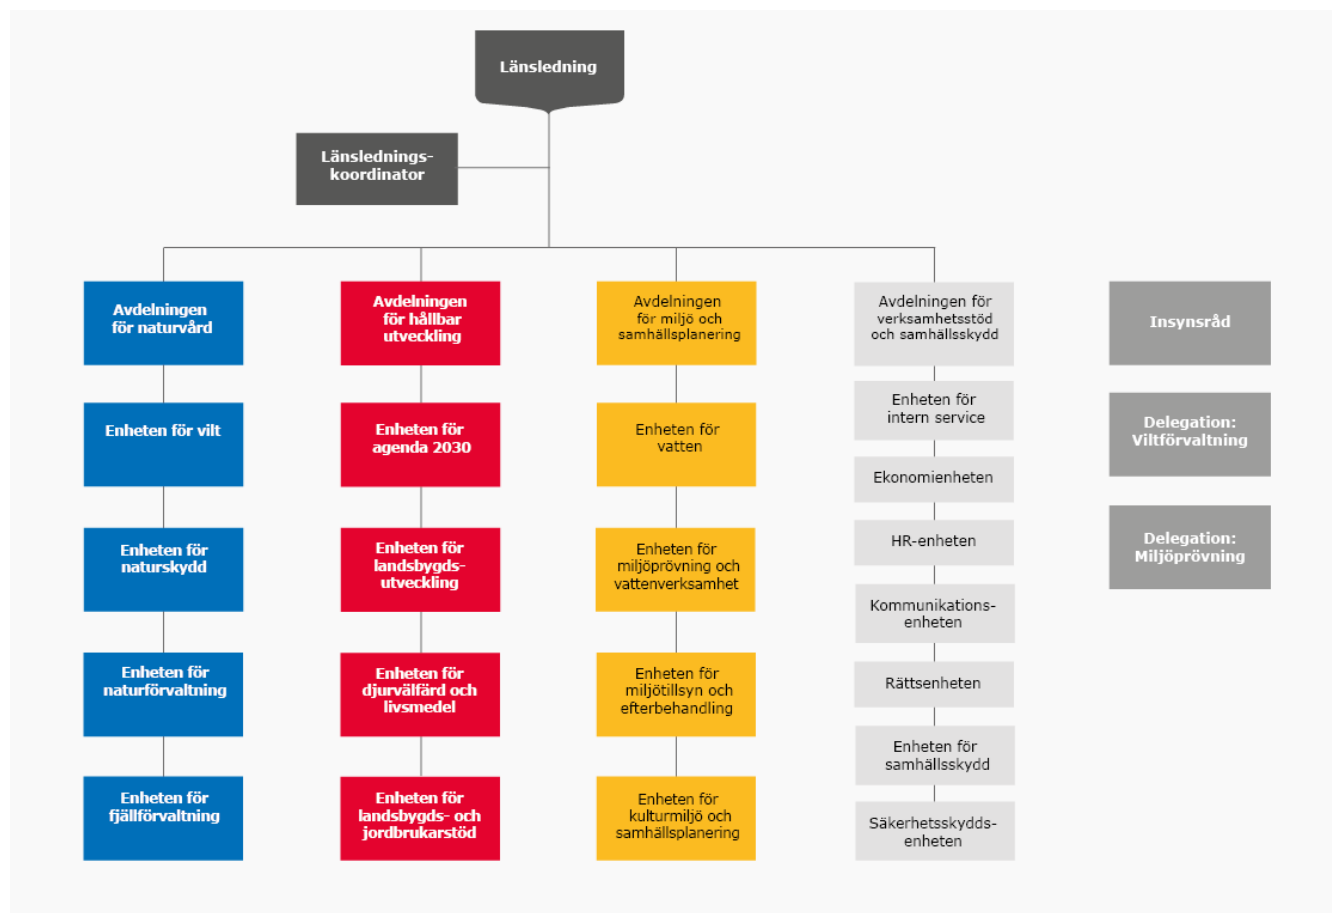 Länsledning
Länslednings-
koordinator
Avdelningen
för naturvård
Enheten för vilt
Enheten för
naturskydd
Enheten för
naturförvaltning
Enheten för
fjällförvaltning
Avdelningen
för hållbar
utveckling
Enheten för
agenda 2030
Enheten för
landsbygds-
utveckling
Enheten för
djurvälfärd och
livsmedel
Enheten för
landsbygds- och
jordbrukarstöd
Avdelningen
för miljö och
samhällsplanering
Enheten för
vatten
Enheten för
miljöprövning och
vattenverksamhet
Enheten för
miljötillsyn och
efterbehandling
Enheten för
kulturmiljö och
samhällsplanering
Avdelningen för
verksamhetsstöd
och samhällsskydd
Enheten för
intern service
Ekonomienheten
HR-enheten
Kommunikations-
enheten
Rättsenheten
Enheten för
samhällsskydd
Säkerhetsskydds-
enheten
Insynsråd
Delegation:
Viltförvaltning
Delegation:
Miljöprövning